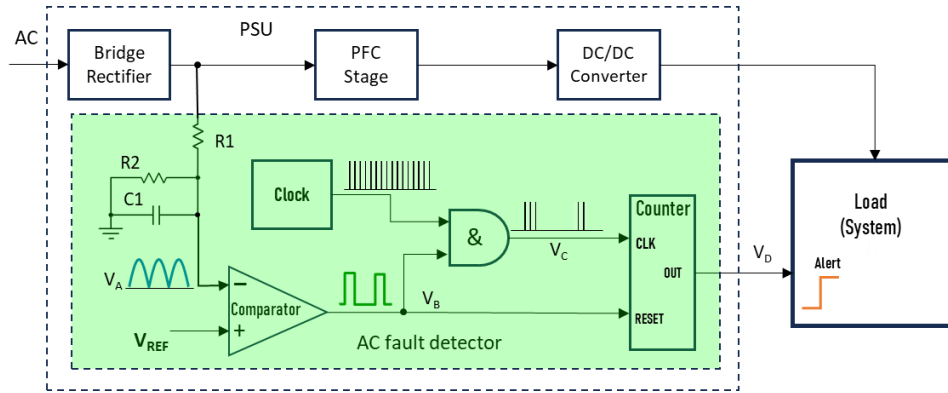 AC
PSU
Bridge
Rectifier
PFC
Stage
DC/DC
Converter
R1
R2
C1
Clock
&
V_C
Counter
CLK
OUT
RESET
V_D
Load
(System)
Alert
V_A
V_REF
−
+
Comparator
V_B
AC fault detector